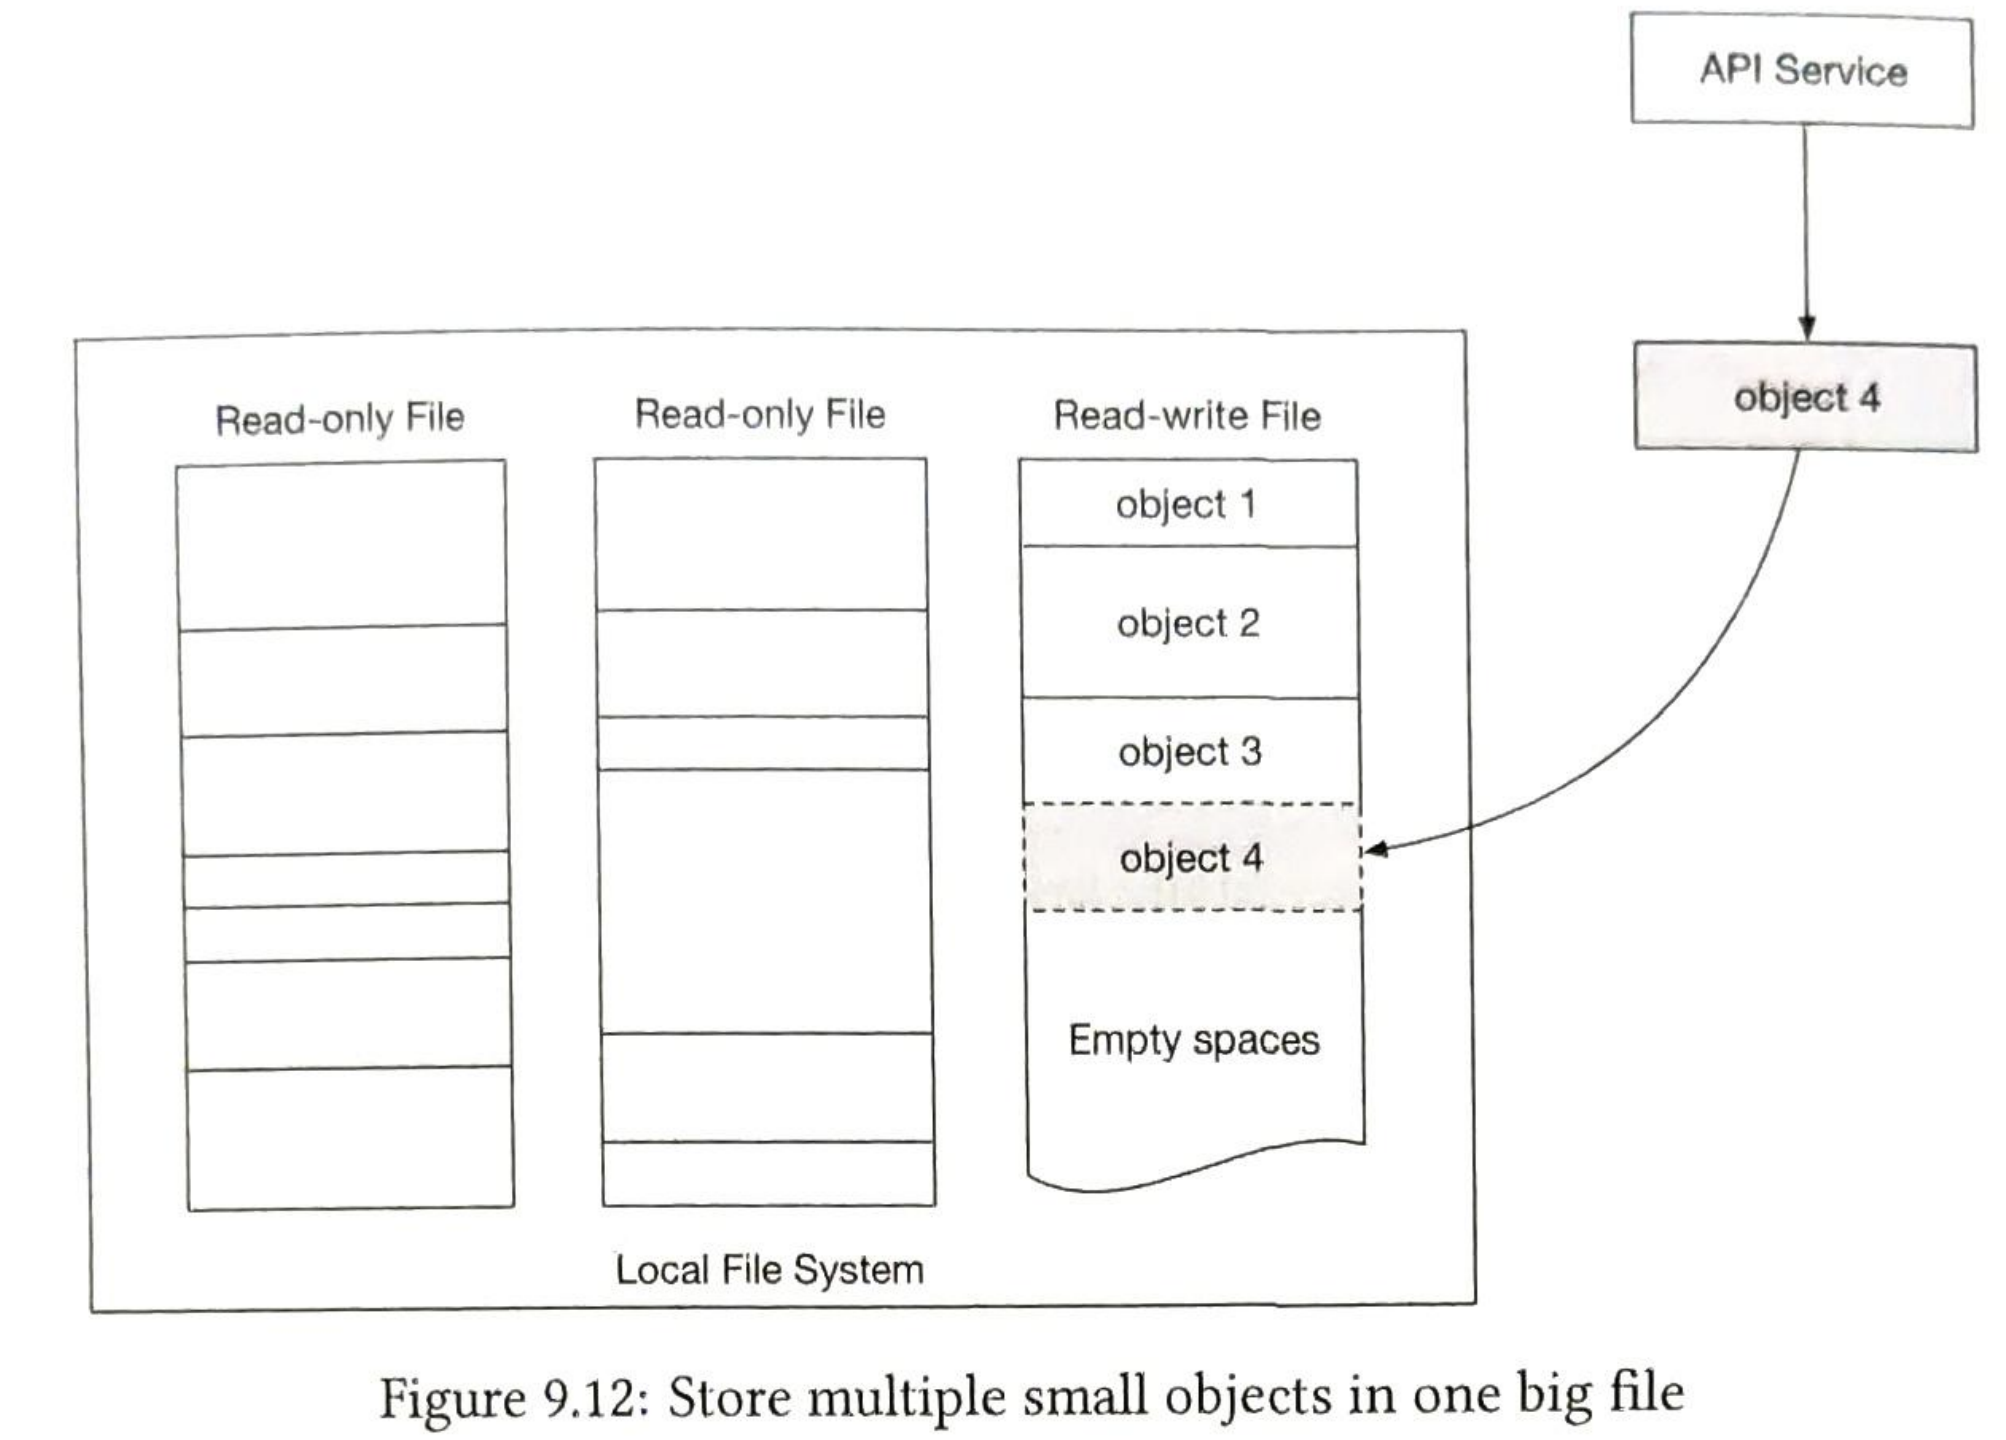 API Service
object 4
Read-only File
Read-only File
Read-write File
object 1
object 2
object 3
object 4
Empty spaces
Local File System
Figure 9.12: Store multiple small objects in one big file